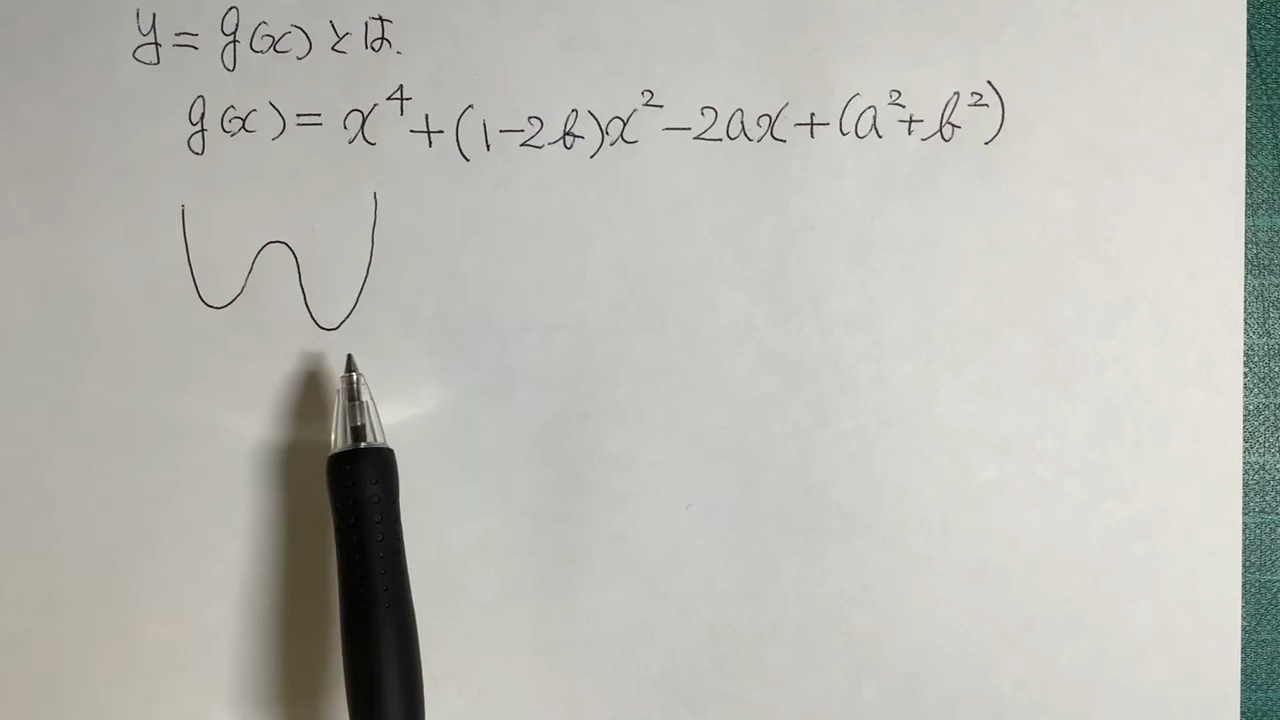 y=g(x)とは.
g(x)=x⁴+(1-2b)x²-2ax+(a²+b²)